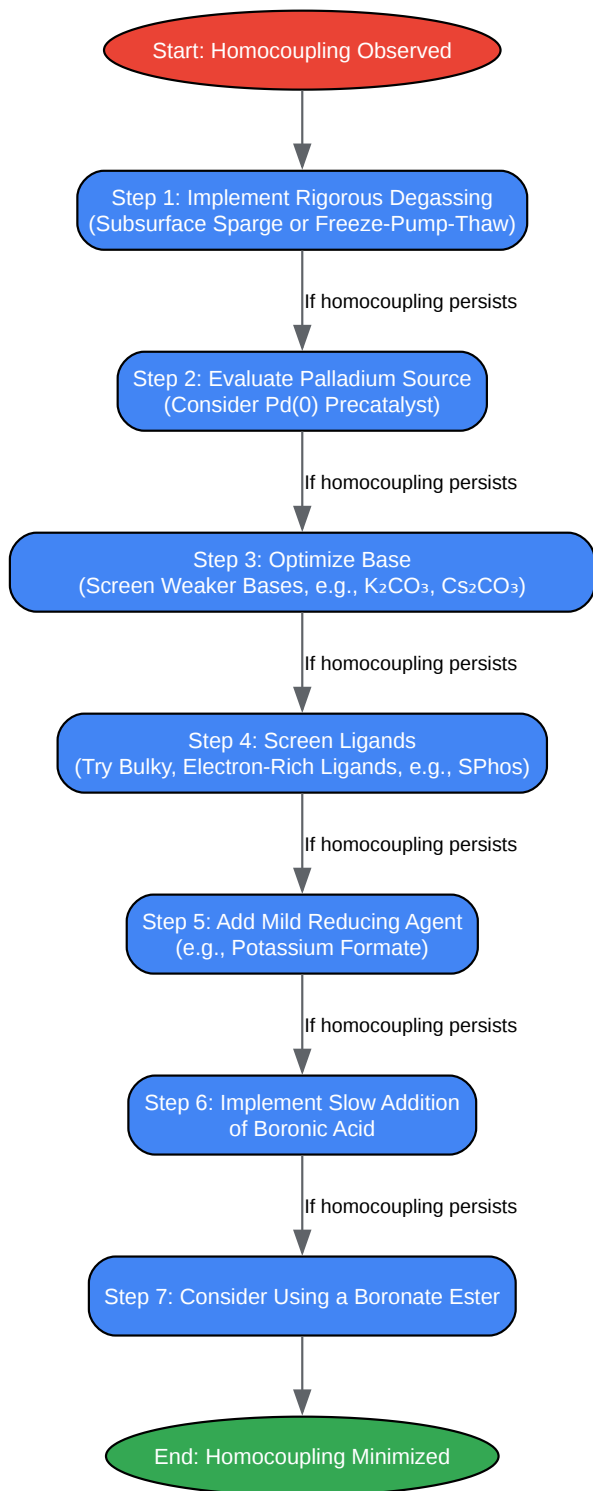 Start: Homocoupling Observed
Step 1: Implement Rigorous Degassing
(Subsurface Sparge or Freeze-Pump-Thaw)
If homocoupling persists
Step 2: Evaluate Palladium Source
(Consider Pd(0) Precatalyst)
If homocoupling persists
Step 3: Optimize Base
(Screen Weaker Bases, e.g., K₂CO₃, Cs₂CO₃)
If homocoupling persists
Step 4: Screen Ligands
(Try Bulky, Electron-Rich Ligands, e.g., SPhos)
If homocoupling persists
Step 5: Add Mild Reducing Agent
(e.g., Potassium Formate)
If homocoupling persists
Step 6: Implement Slow Addition
of Boronic Acid
If homocoupling persists
Step 7: Consider Using a Boronate Ester
End: Homocoupling Minimized